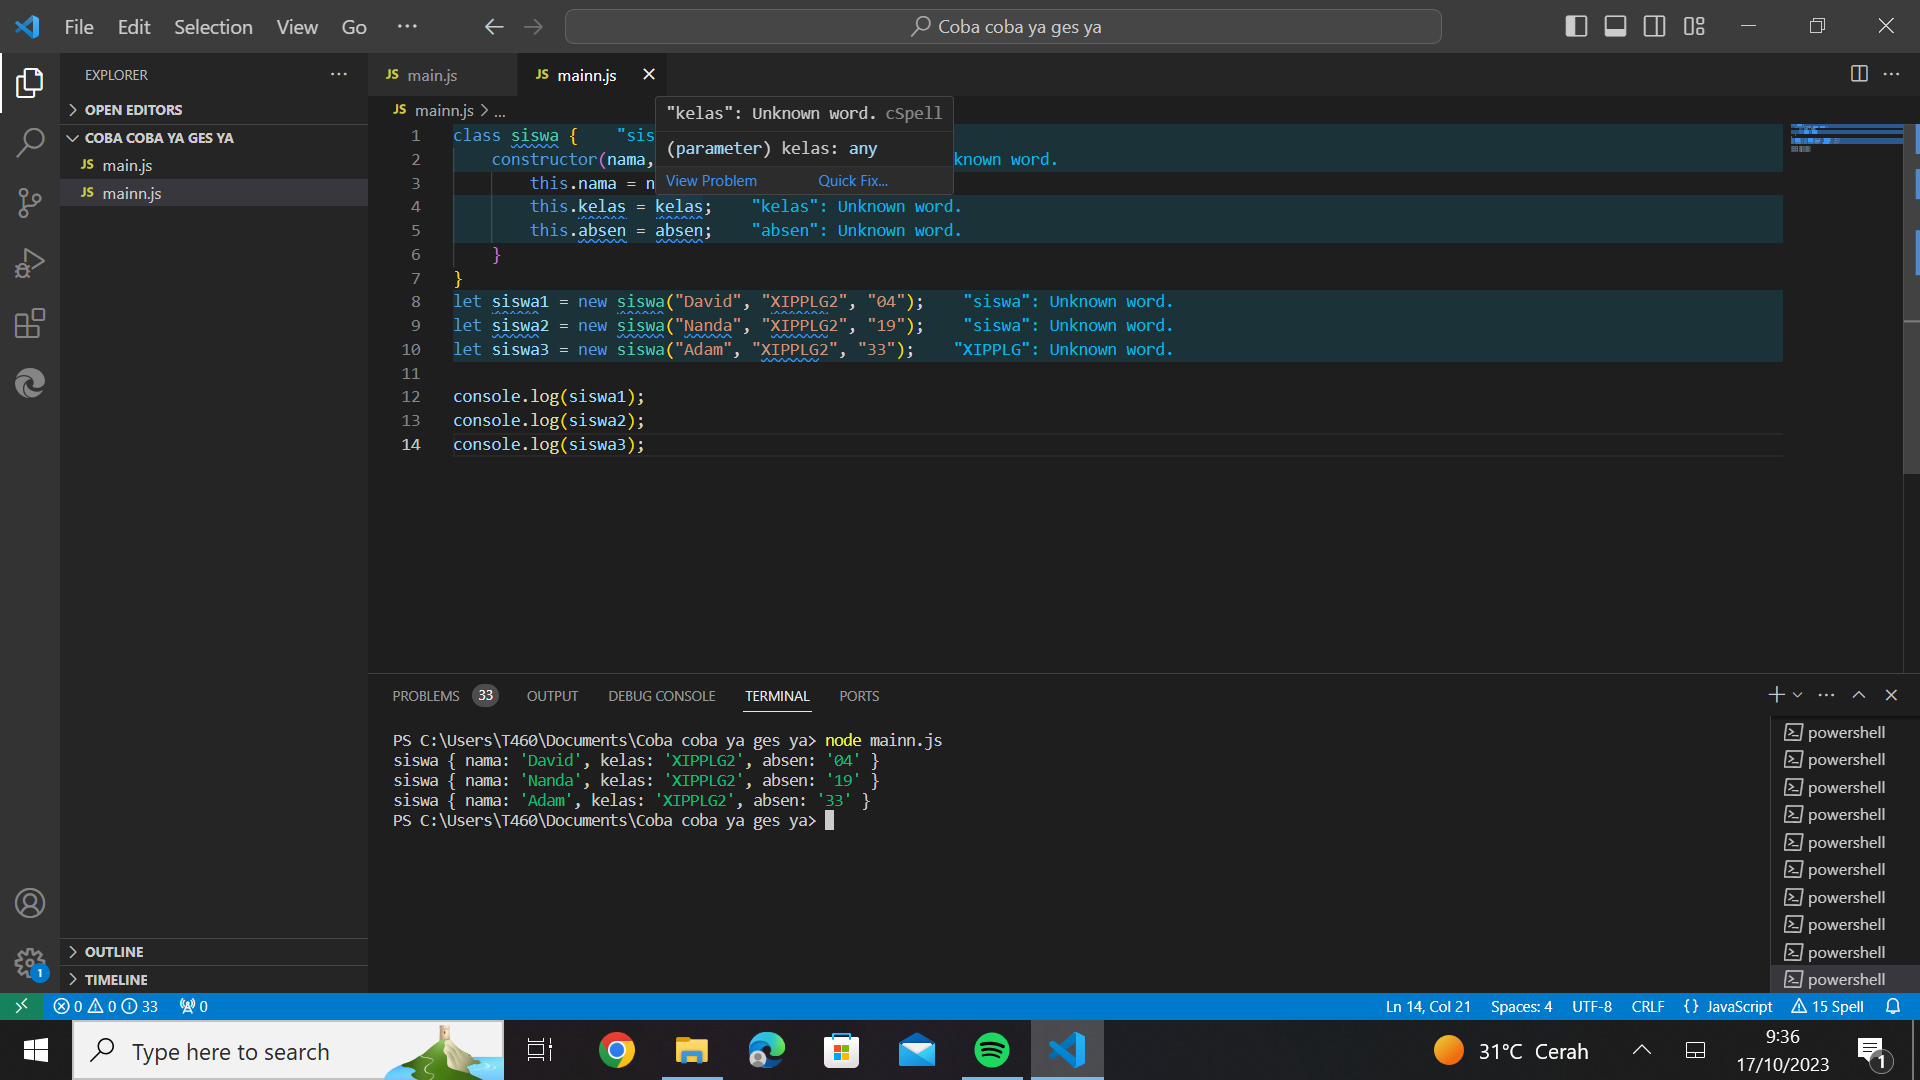 File Edit Selection View Go ··· Coba coba ya ges ya
EXPLORER ···
OPEN EDITORS
COBA COBA YA GES YA
JS main.js
JS mainn.js
OUTLINE
TIMELINE
JS main.js JS mainn.js
JS mainn.js > ...
"kelas": Unknown word. cSpell
(parameter) kelas: any
View Problem Quick Fix...
1 class siswa { "sis
2 constructor(nama, known word.
3 this.nama = n
4 this.kelas = kelas; "kelas": Unknown word.
5 this.absen = absen; "absen": Unknown word.
6 }
7 }
8 let siswa1 = new siswa("David", "XIPPLG2", "04"); "siswa": Unknown word.
9 let siswa2 = new siswa("Nanda", "XIPPLG2", "19"); "siswa": Unknown word.
10 let siswa3 = new siswa("Adam", "XIPPLG2", "33"); "XIPPLG": Unknown word.
11
12 console.log(siswa1);
13 console.log(siswa2);
14 console.log(siswa3);
PROBLEMS 33 OUTPUT DEBUG CONSOLE TERMINAL PORTS
PS C:\Users\T460\Documents\Coba coba ya ges ya> node mainn.js
siswa { nama: 'David', kelas: 'XIPPLG2', absen: '04' }
siswa { nama: 'Nanda', kelas: 'XIPPLG2', absen: '19' }
siswa { nama: 'Adam', kelas: 'XIPPLG2', absen: '33' }
PS C:\Users\T460\Documents\Coba coba ya ges ya>
powershell
powershell
powershell
powershell
powershell
powershell
powershell
powershell
powershell
powershell
1
0 0 33 0 Ln 14, Col 21 Spaces: 4 UTF-8 CRLF {} JavaScript 15 Spell
Type here to search 31°C Cerah 9:36
17/10/2023 1